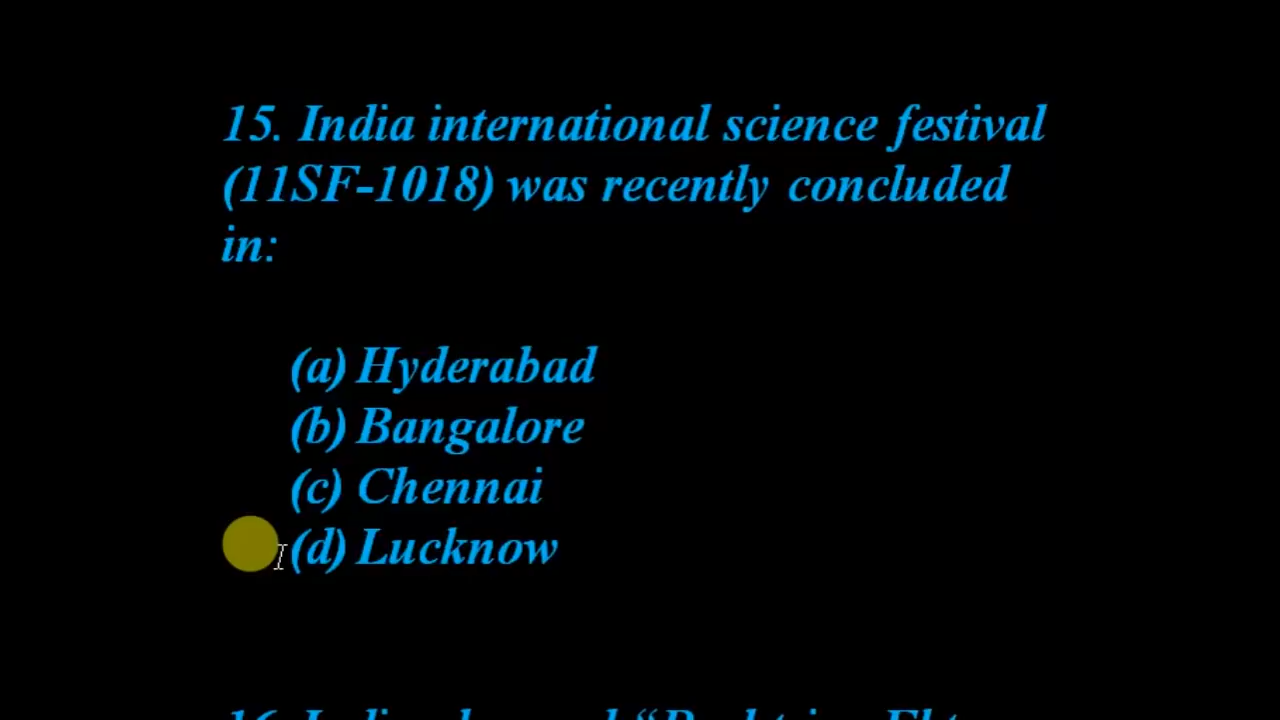 15. India international science festival
(11SF-1018) was recently concluded
in:
(a) Hyderabad
(b) Bangalore
(c) Chennai
(d) Lucknow